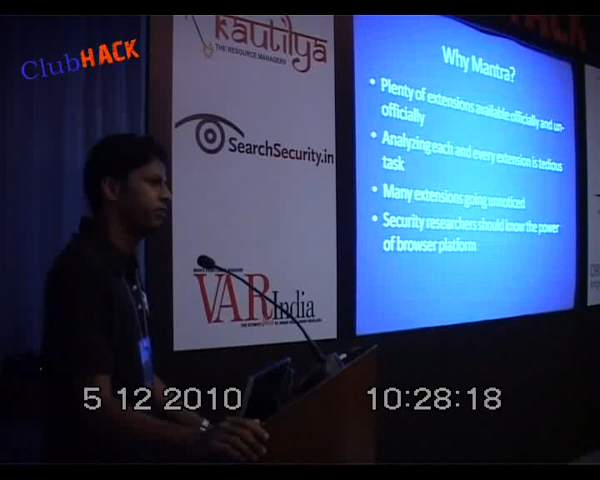 ClubHACK
Kautilya
THE RESOURCE MANAGERS
SearchSecurity.in
VARIndia
Why Mantra?
• Plenty of extensions available officially and un-
officially
• Analyzing each and every extension is tedious
task
• Many extensions going unnoticed
• Security researchers should know the power
of browser platform
5 12 2010
10:28:18